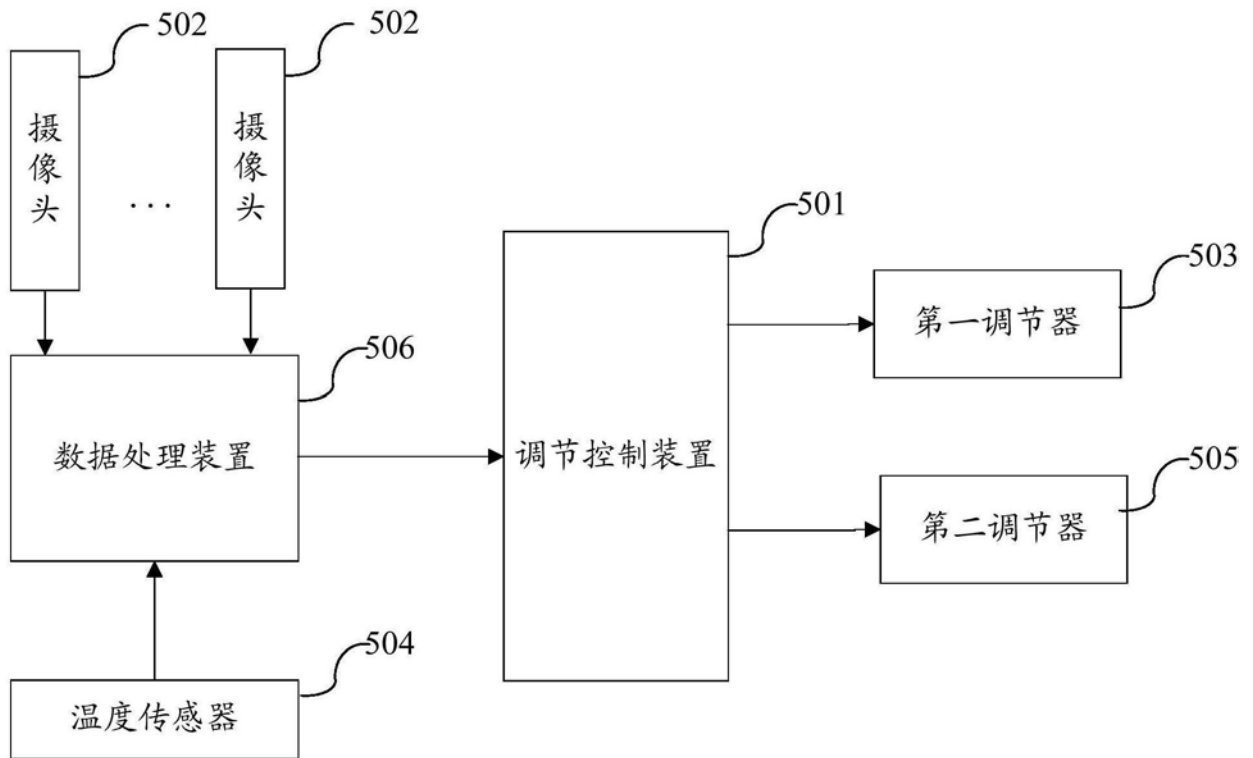 502
502
摄像头
摄像头
...
501
503
第一调节器
506
数据处理装置
调节控制装置
505
第二调节器
504
温度传感器